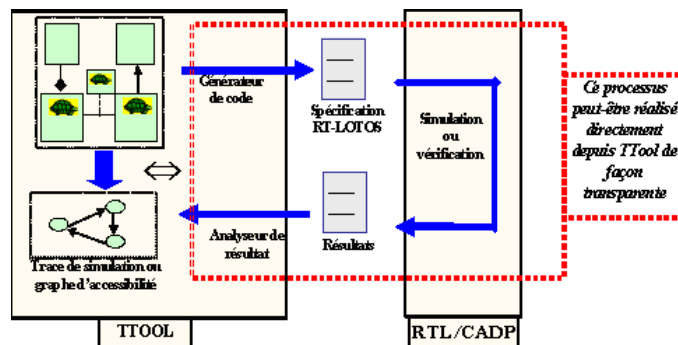 Générateur
de code
Spécification
RT-LOTOS
Simulation ou
vérification
Ce processus
peut-être réalisé
directement
depuis TTool de
façon
transparente
Analyseur de
résultat
Résultats
Trace de simulation ou
graphe d'accessibilité
TTOOL
RTL/CADP